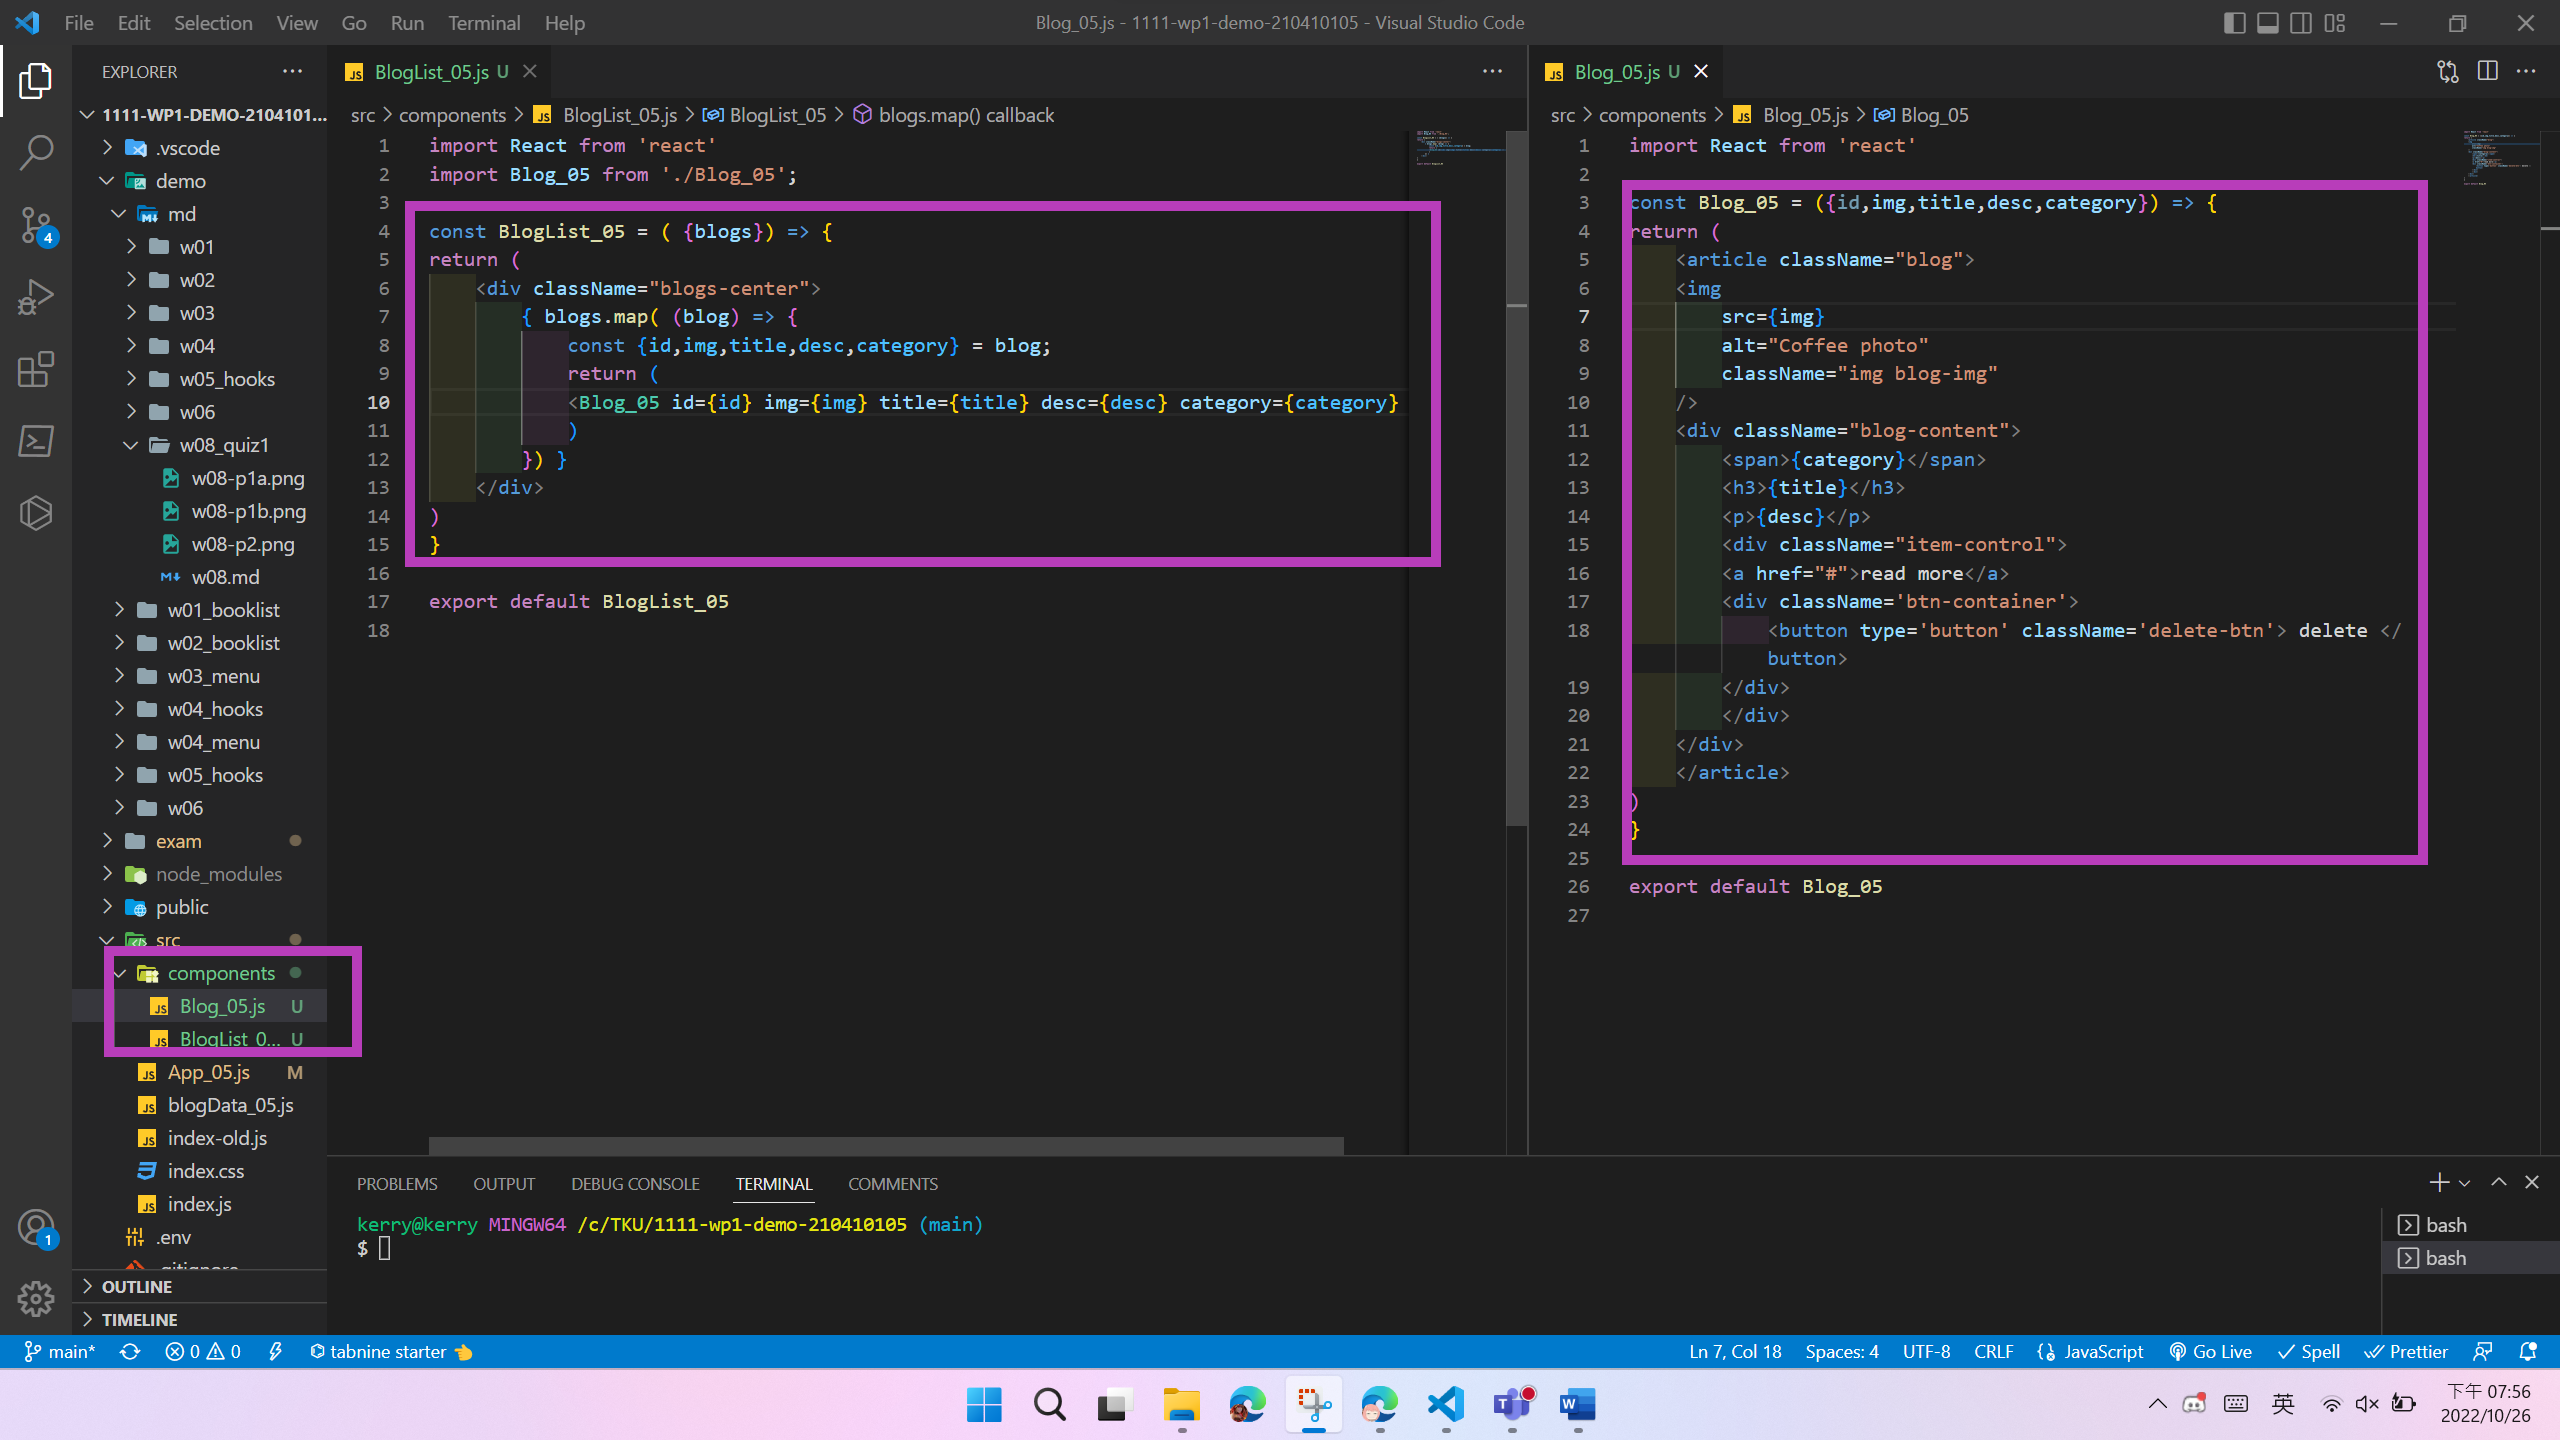 File Edit Selection View Go Run Terminal Help
Blog_05.js - 1111-wp1-demo-210410105 - Visual Studio Code
EXPLORER
1111-WP1-DEMO-2104101...
.vscode
demo
md
w01
w02
w03
w04
w05_hooks
w06
w08_quiz1
w08-p1a.png
w08-p1b.png
w08-p2.png
w08.md
w01_booklist
w02_booklist
w03_menu
w04_hooks
w04_menu
w05_hooks
w06
exam
node_modules
public
src
components
Blog_05.js U
BlogList_0... U
App_05.js M
blogData_05.js
index-old.js
index.css
index.js
.env
.gitignore
OUTLINE
TIMELINE
4
1
BlogList_05.js U
src > components > BlogList_05.js > BlogList_05 > blogs.map() callback
1 import React from 'react'
2 import Blog_05 from './Blog_05';
3
4 const BlogList_05 = ( {blogs}) => {
5 return (
6 <div className="blogs-center">
7 { blogs.map( (blog) => {
8 const {id,img,title,desc,category} = blog;
9 return (
10 <Blog_05 id={id} img={img} title={title} desc={desc} category={category}
11 )
12 }) }
13 </div>
14 )
15 }
16
17 export default BlogList_05
18
Blog_05.js U
src > components > Blog_05.js > Blog_05
1 import React from 'react'
2
3 const Blog_05 = ({id,img,title,desc,category}) => {
4 return (
5 <article className="blog">
6 <img
7 src={img}
8 alt="Coffee photo"
9 className="img blog-img"
10 />
11 <div className="blog-content">
12 <span>{category}</span>
13 <h3>{title}</h3>
14 <p>{desc}</p>
15 <div className="item-control">
16 <a href="#">read more</a>
17 <div className='btn-container'>
18 <button type='button' className='delete-btn'> delete </
button>
19 </div>
20 </div>
21 </div>
22 </article>
23 )
24 }
25
26 export default Blog_05
27
PROBLEMS OUTPUT DEBUG CONSOLE TERMINAL COMMENTS
kerry@kerry MINGW64 /c/TKU/1111-wp1-demo-210410105 (main)
$
bash
bash
main* 0 0 tabnine starter
Ln 7, Col 18 Spaces: 4 UTF-8 CRLF JavaScript Go Live Spell Prettier
英
下午 07:56
2022/10/26